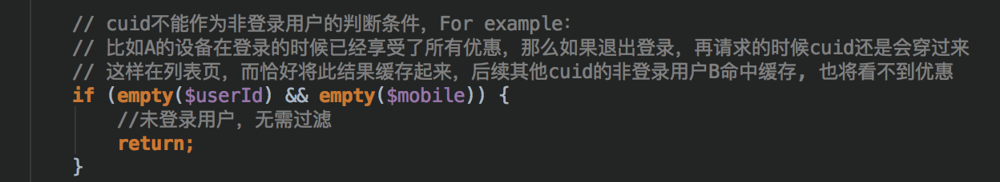 // cuid不能作为非登录用户的判断条件，For example：
// 比如A的设备在登录的时候已经享受了所有优惠，那么如果退出登录，再请求的时候cuid还是会穿过来
// 这样在列表页，而恰好将此结果缓存起来，后续其他cuid的非登录用户B命中缓存, 也将看不到优惠
if (empty($userId) && empty($mobile)) {
//未登录用户，无需过滤
return;
}